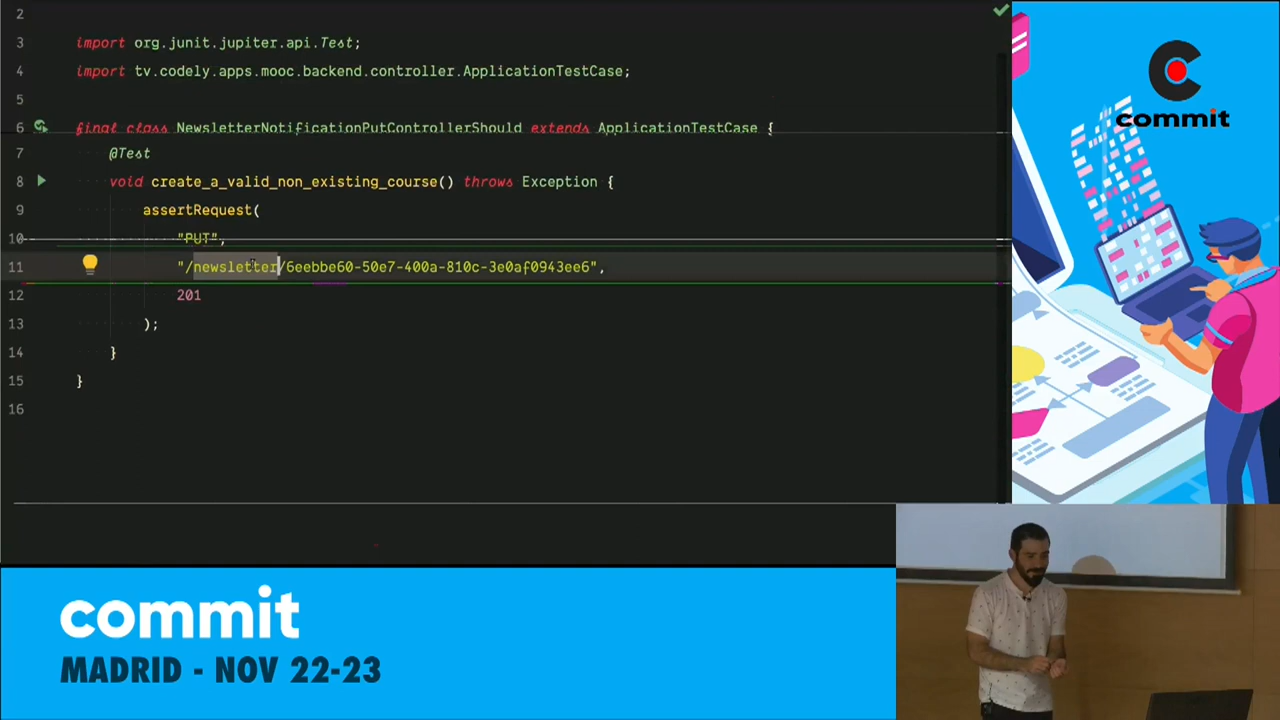 2
3 import org.junit.jupiter.api.Test;
4 import tv.codely.apps.mooc.backend.controller.ApplicationTestCase;
5
6 final class NewsletterNotificationPutControllerShould extends ApplicationTestCase {
7 @Test
8 void create_a_valid_non_existing_course() throws Exception {
9 assertRequest(
10 "PUT",
11 "/newsletter/6eebbe60-50e7-400a-810c-3e0af0943ee6",
12 201
13 );
14 }
15 }
16
commit
commit
MADRID - NOV 22-23